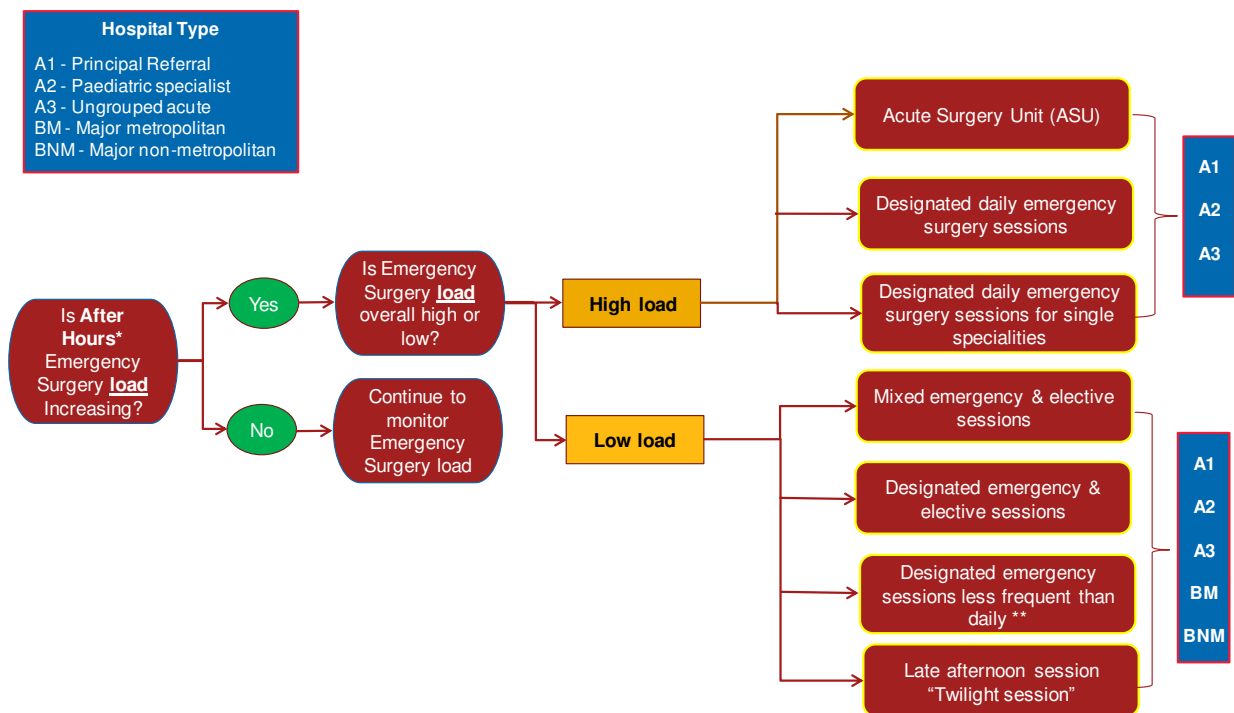 Hospital Type
A1 - Principal Referral
A2 - Paediatric specialist
A3 - Ungrouped acute
BM - Major metropolitan
BNM - Major non-metropolitan
Is After
Hours*
Emergency
Surgery load
Increasing?
Yes
No
Is Emergency
Surgery load
overall high or
low?
Continue to
monitor
Emergency
Surgery load
High load
Low load
Acute Surgery Unit (ASU)
Designated daily emergency
surgery sessions
Designated daily emergency
surgery sessions for single
specialities
A1
A2
A3
Mixed emergency & elective
sessions
Designated emergency &
elective sessions
Designated emergency
sessions less frequent than
daily **
Late afternoon session
“Twilight session”
A1
A2
A3
BM
BNM